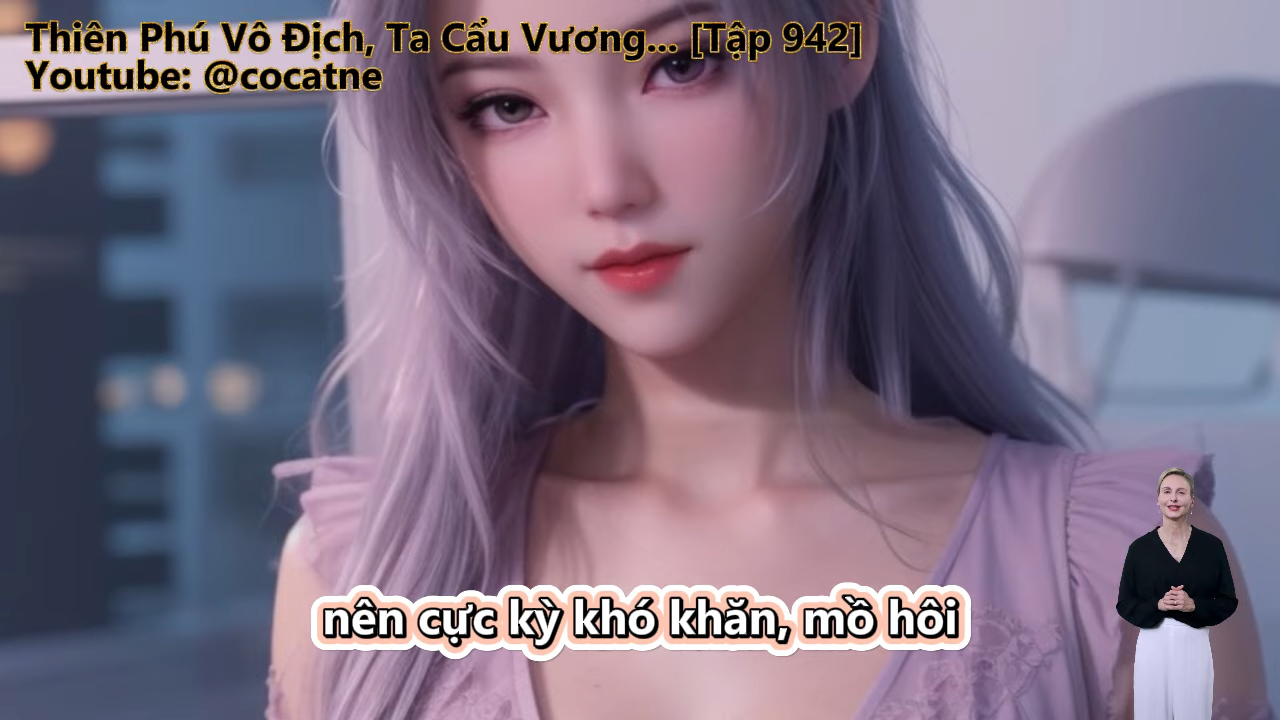 Thiên Phú Vô Địch, Ta Cẩu Vương... [Tập 942]
Youtube: @cocatne
nên cực kỳ khó khăn, mồ hôi